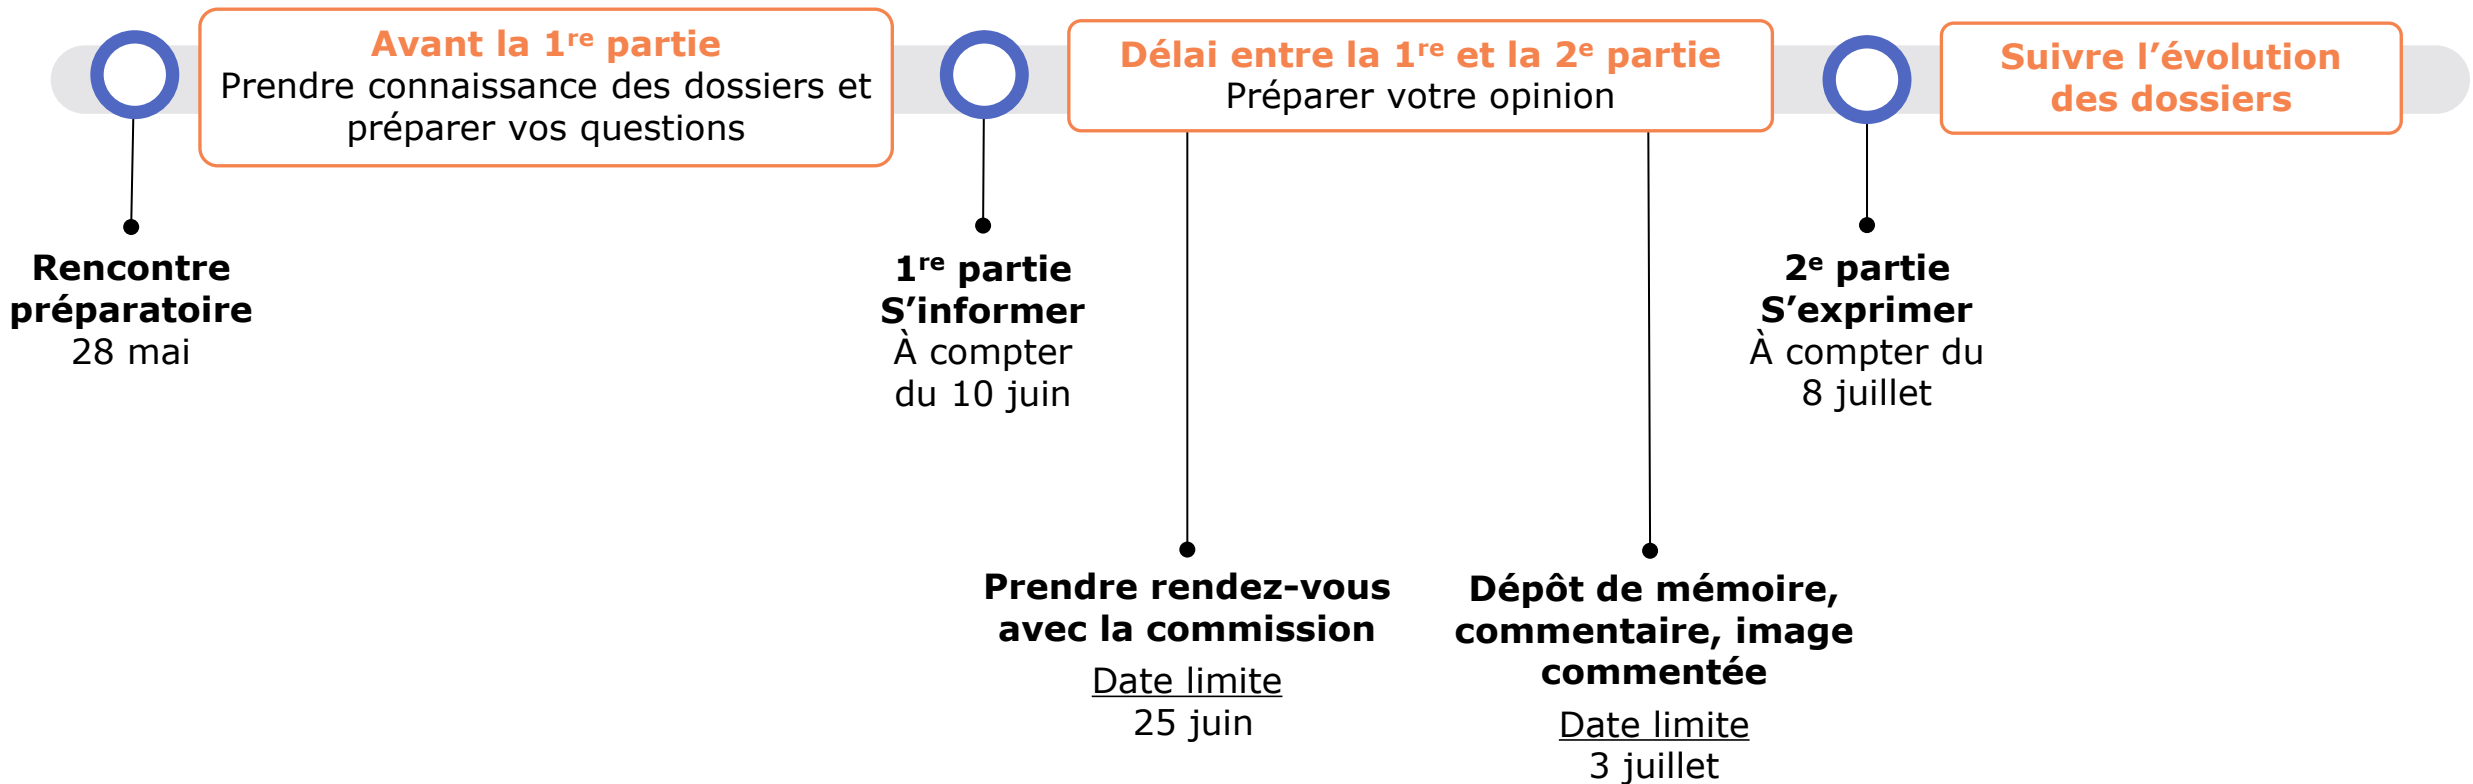 Avant la 1re partie
Prendre connaissance des dossiers et
préparer vos questions
Délai entre la 1re et la 2e partie
Préparer votre opinion
Suivre l’évolution
des dossiers
Rencontre
préparatoire
28 mai
1re partie
S’informer
À compter
du 10 juin
2e partie
S’exprimer
À compter du
8 juillet
Prendre rendez-vous
avec la commission
Date limite
25 juin
Dépôt de mémoire,
commentaire, image
commentée
Date limite
3 juillet